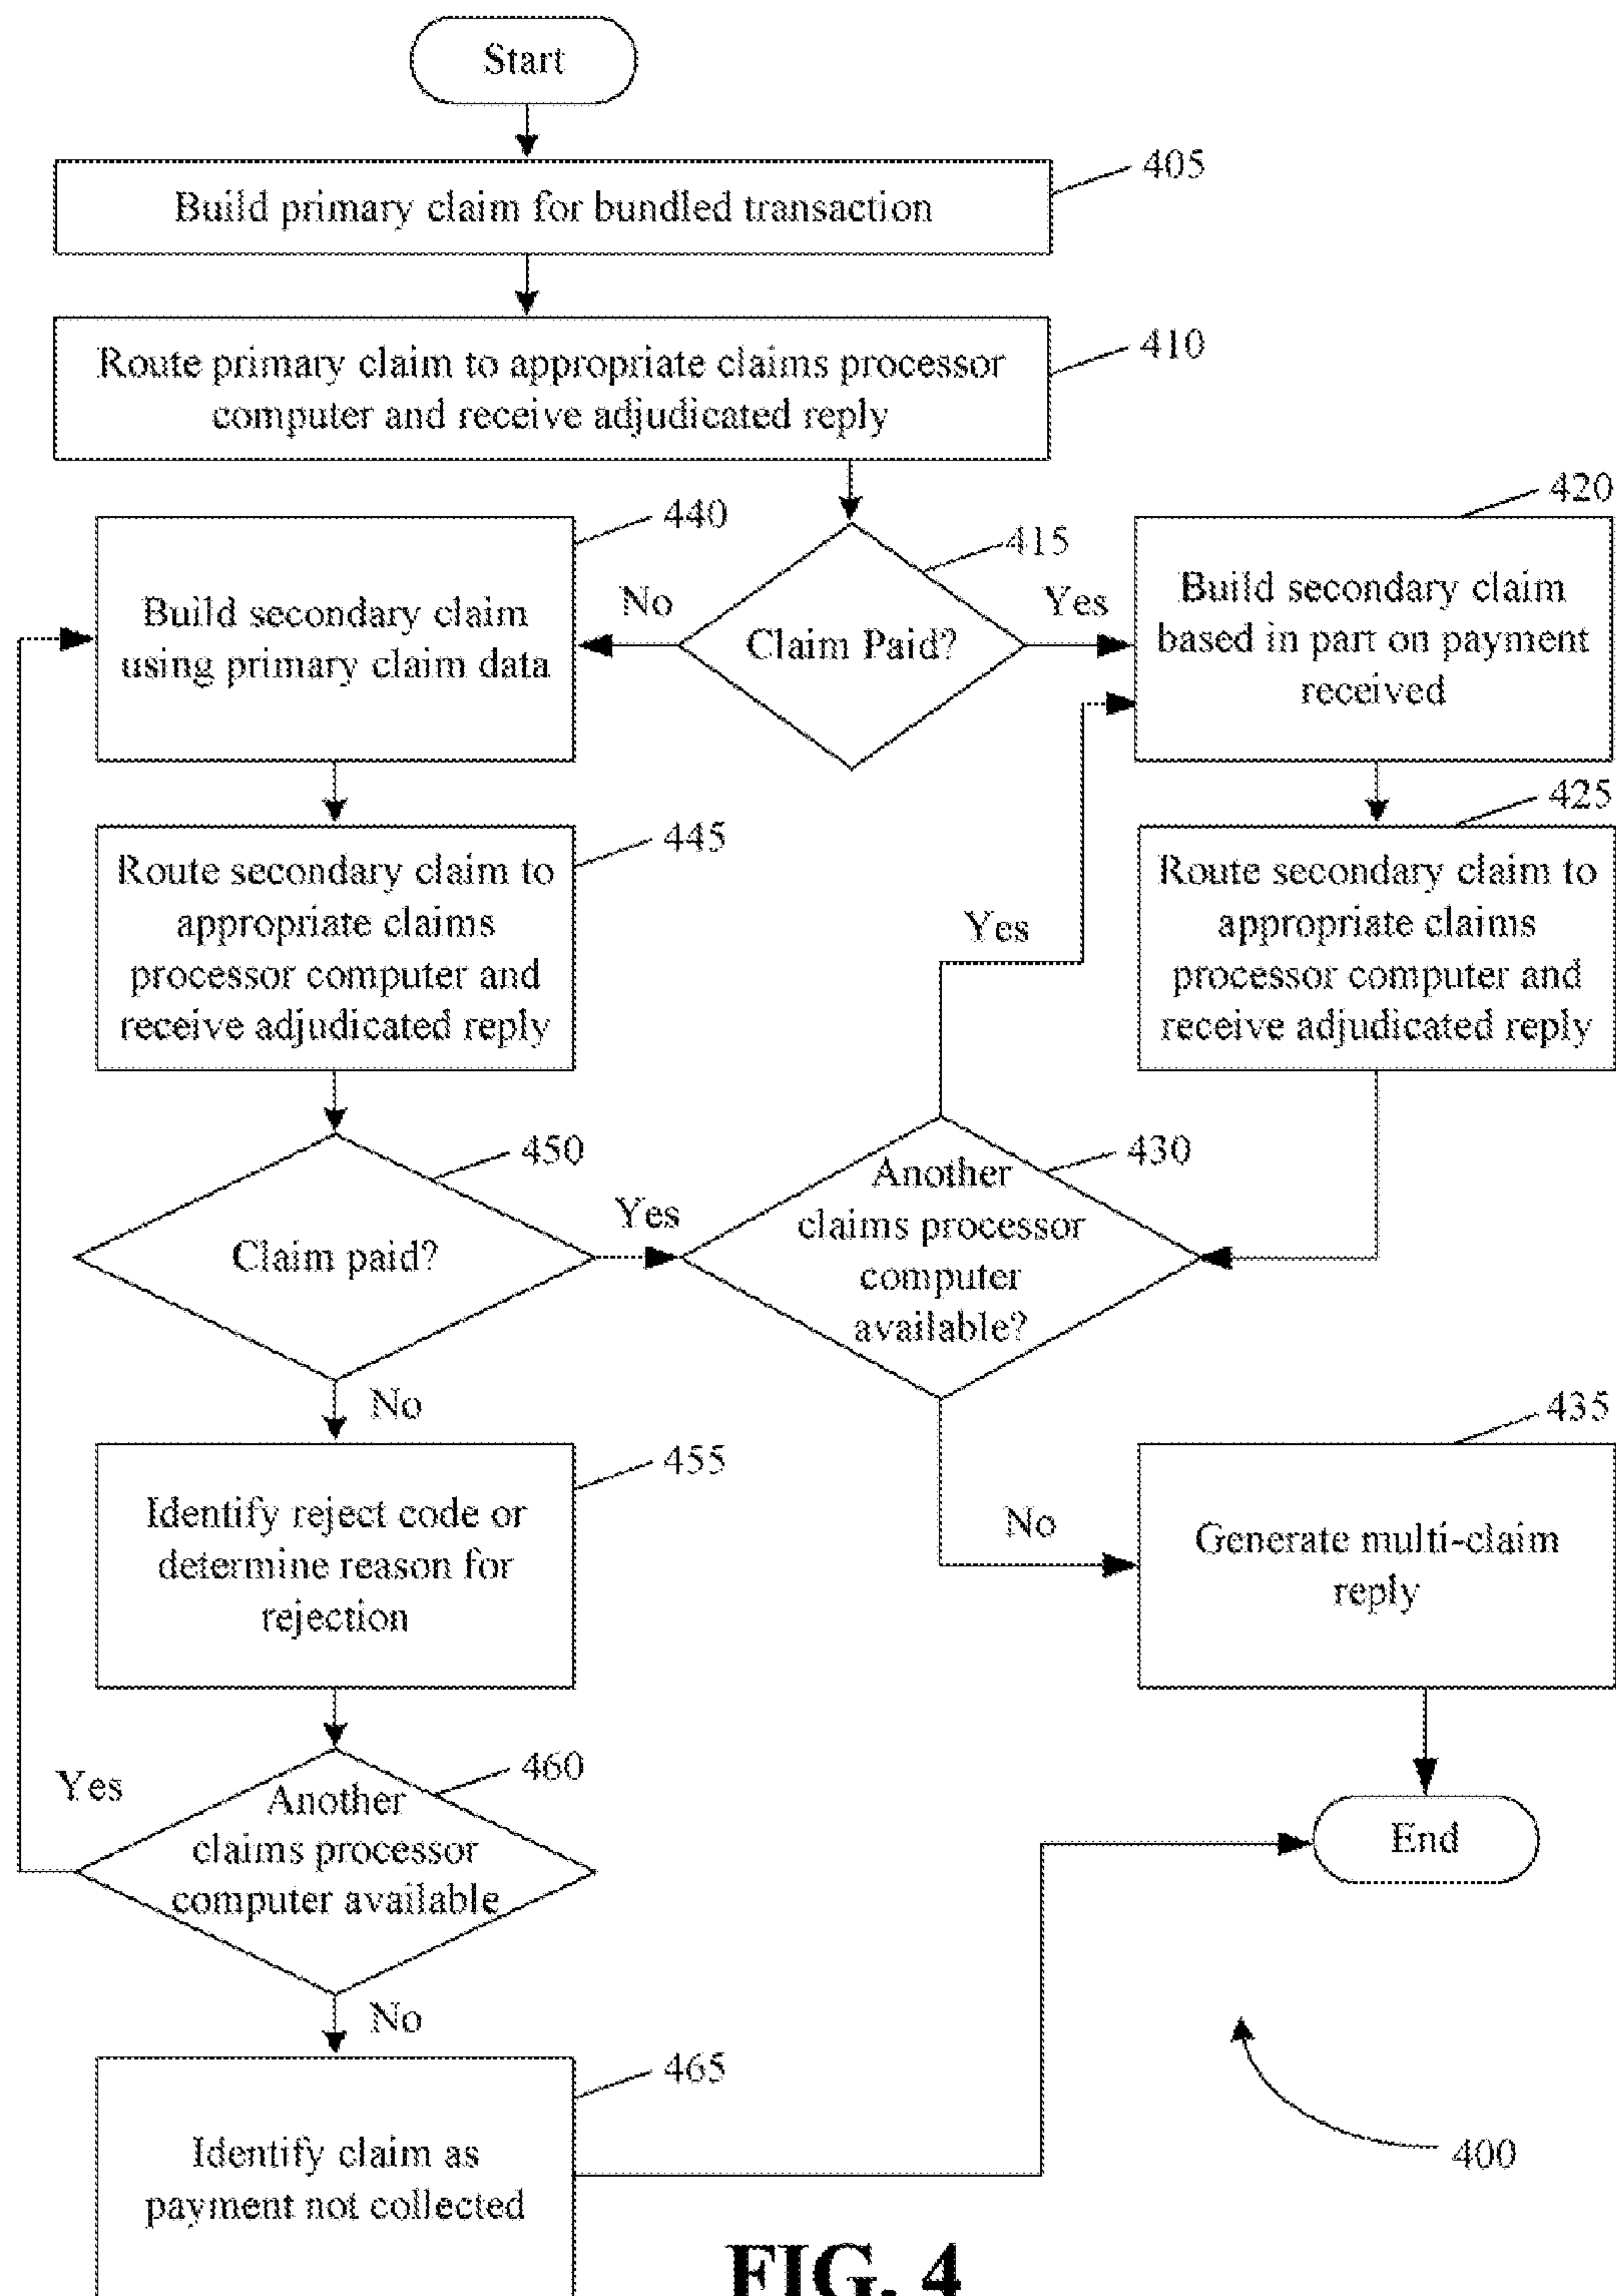 Start
405
Build primary claim for bundled transaction
410
Route primary claim to appropriate claims processor
computer and receive adjudicated reply
440
415
420
Build secondary claim
using primary claim data
No
Claim Paid?
Yes
Build secondary claim
based in part on payment
received
445
425
Route secondary claim to
appropriate claims
processor computer and
receive adjudicated reply
Yes
Route secondary claim to
appropriate claims
processor computer and
receive adjudicated reply
450
430
Claim paid?
Yes
Another
claims processor
computer
available?
No
455
435
Identify reject code or
determine reason for
rejection
No
Generate multi-claim
reply
460
Yes
Another
claims processor
computer available
End
No
465
Identify claim as
payment not collected
400
FIG. 4